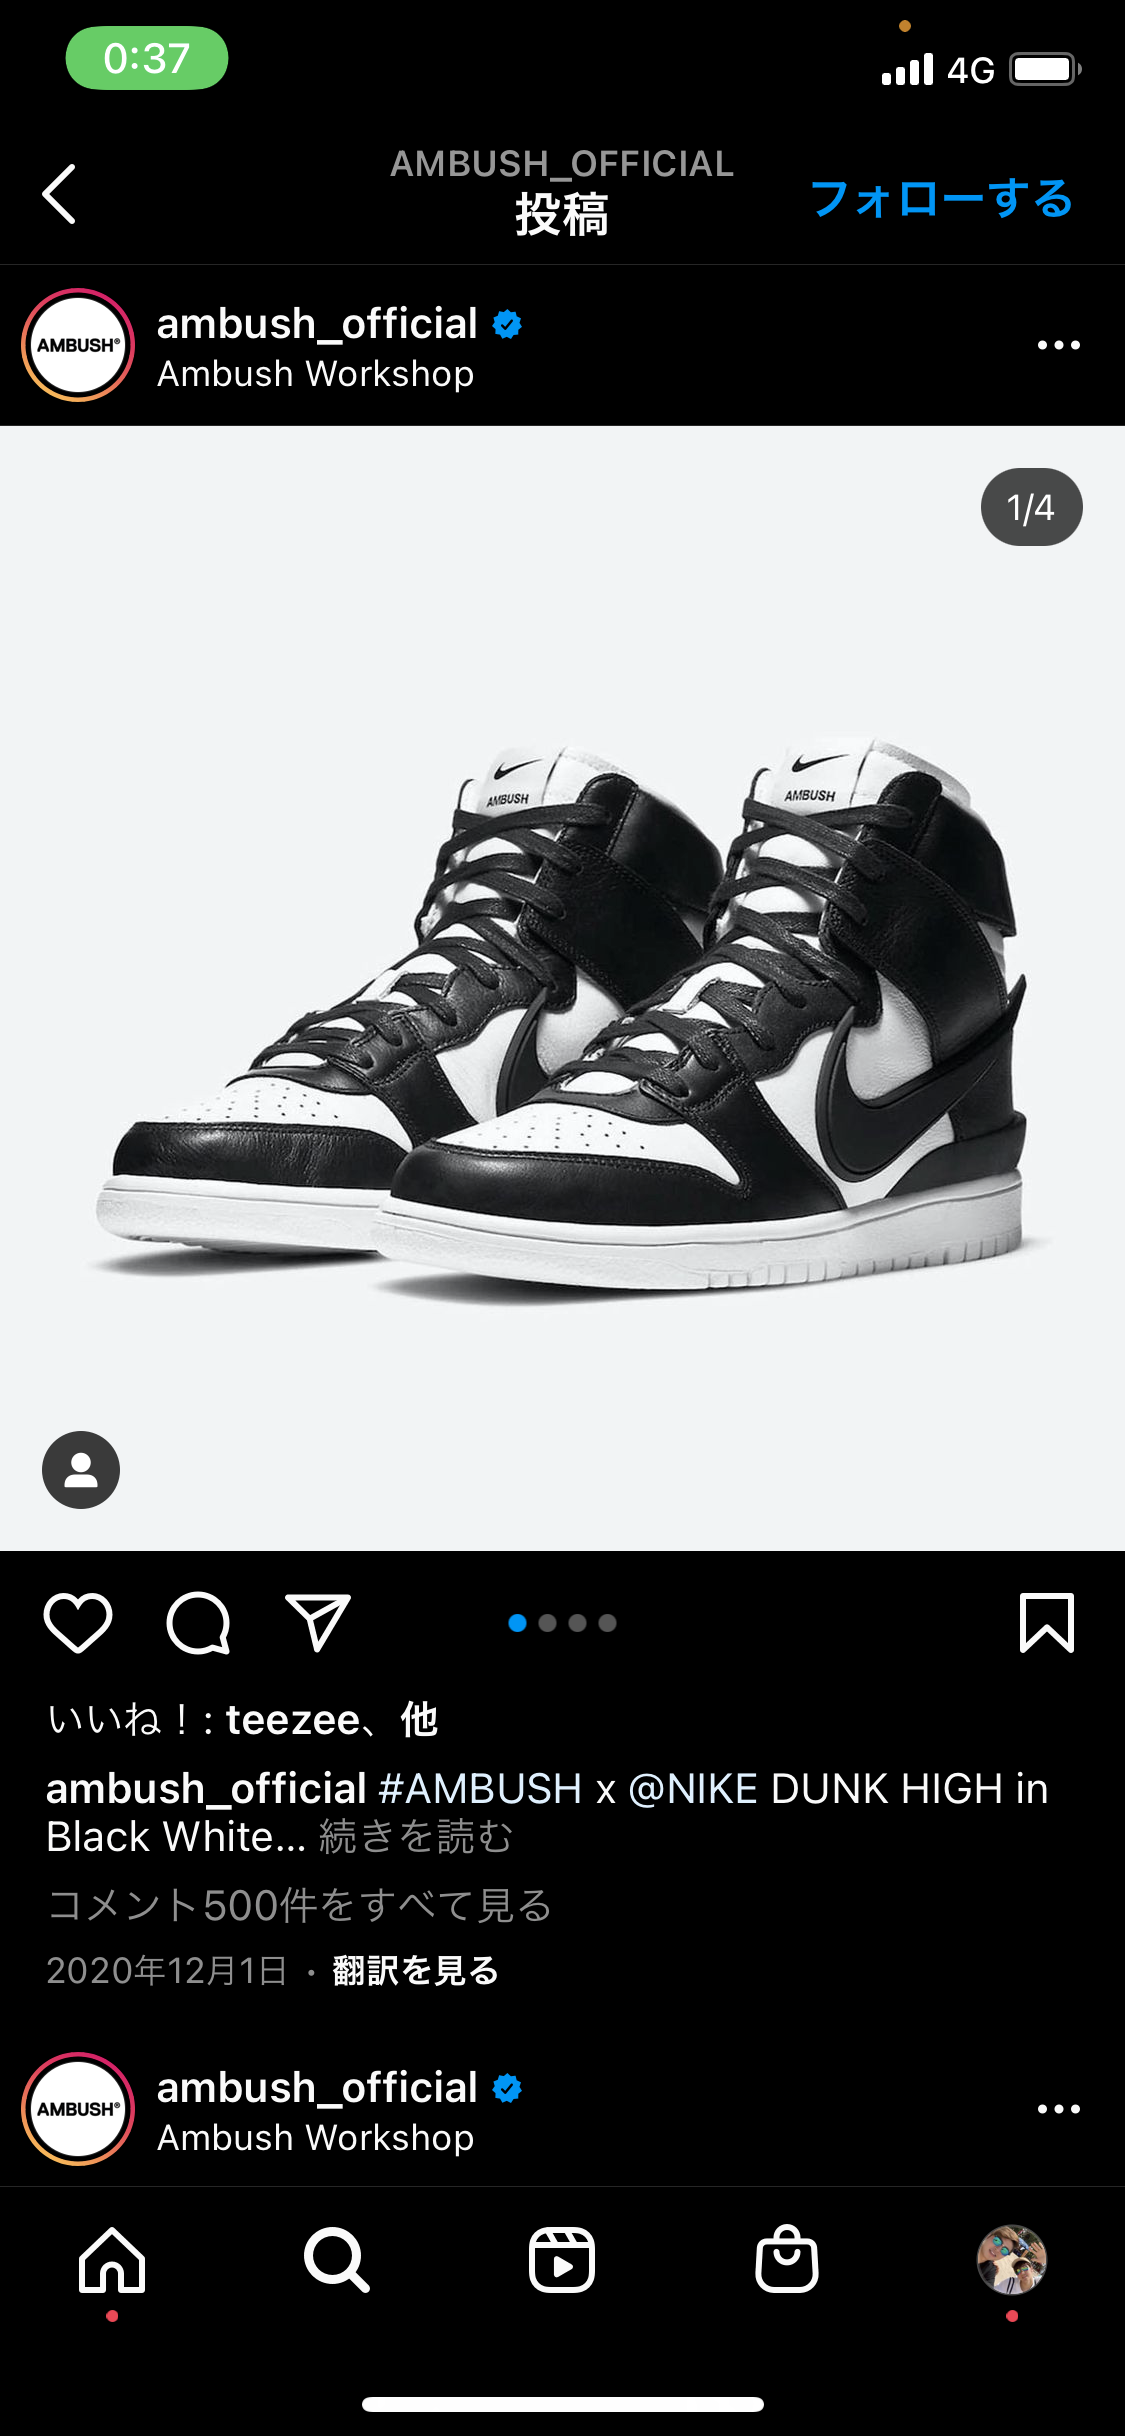 0:37
4G
AMBUSH_OFFICIAL
投稿
フォローする
AMBUSH®
ambush_official
Ambush Workshop
1/4
AMBUSH
AMBUSH
いいね！: teezee、他
ambush_official #AMBUSH x @NIKE DUNK HIGH in
Black White... 続きを読む
コメント500件をすべて見る
2020年12月1日 · 翻訳を見る
AMBUSH®
ambush_official
Ambush Workshop